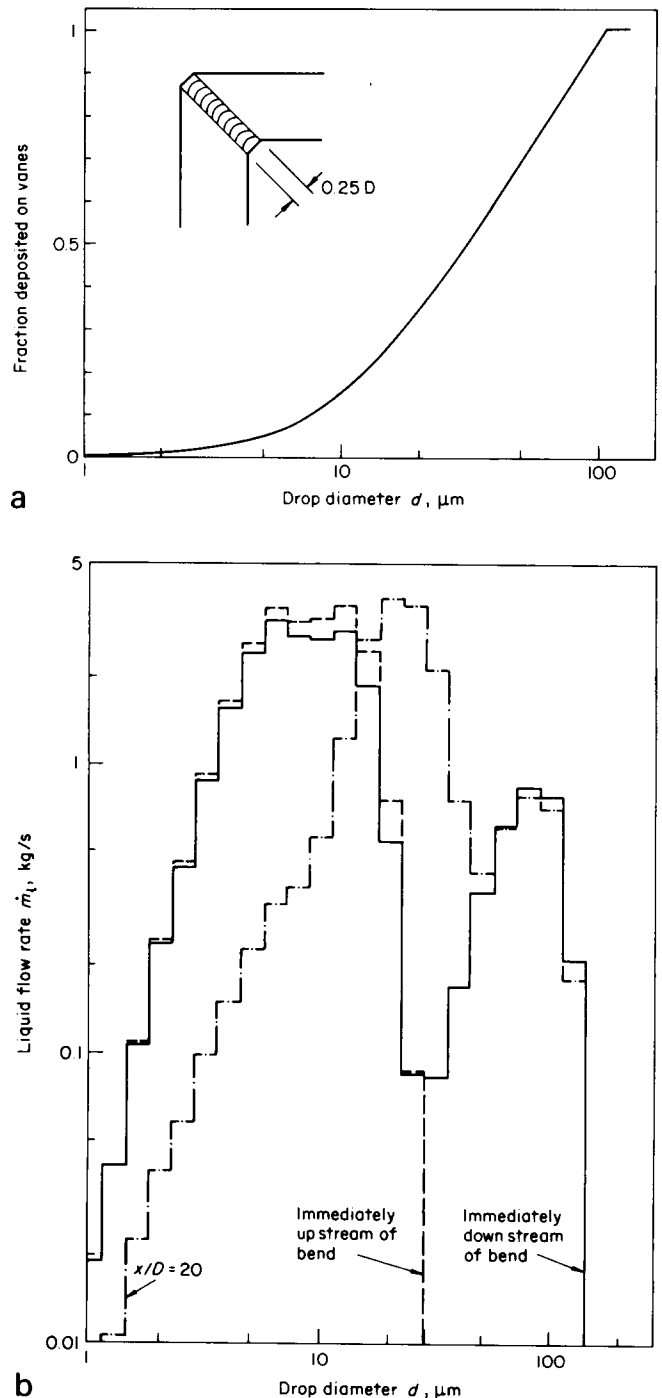 1
0.5
0
Fraction deposited on vanes
0.25 D
1
10
100
Drop diameter d, μm
a
5
1
0.1
0.01
Liquid flow rate ṁₗ, kg/s
x/D = 20
Immediately
up stream of
bend
Immediately
down stream
of bend
1
10
100
Drop diameter d, μm
b